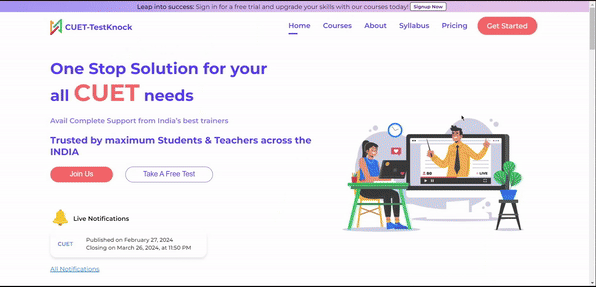 Leap into success: Sign in for a free trial and upgrade your skills with our courses today! Signup Now
CUET-TestKnock
Home Courses About Syllabus Pricing Get Started
One Stop Solution for your
all CUET needs
Avail Complete Support from India's best trainers
Trusted by maximum Students & Teachers across the
INDIA
Join Us Take A Free Test
Live Notifications
CUET
Published on February 27, 2024
Closing on March 26, 2024, at 11:50 PM
All Notifications
LIVE